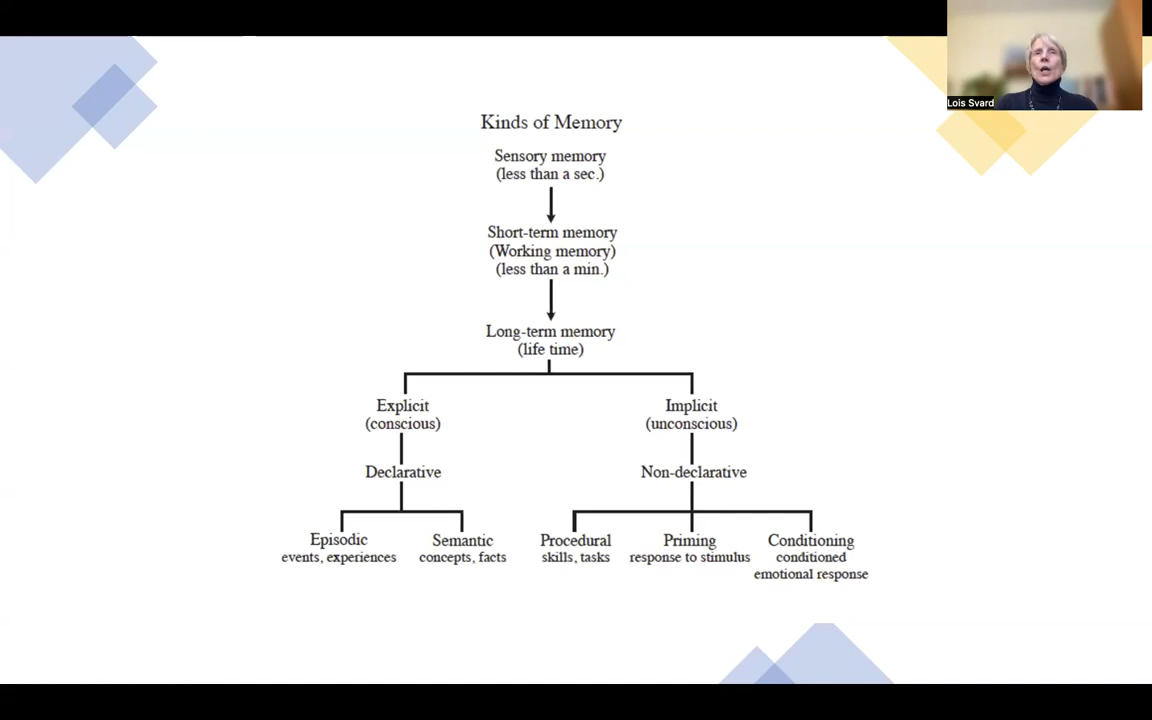 Lois Svard
Kinds of Memory
Sensory memory
(less than a sec.)
Short-term memory
(Working memory)
(less than a min.)
Long-term memory
(life time)
Explicit
(conscious)
Implicit
(unconscious)
Declarative
Non-declarative
Episodic
events, experiences
Semantic
concepts, facts
Procedural
skills, tasks
Priming
response to stimulus
Conditioning
conditioned
emotional response